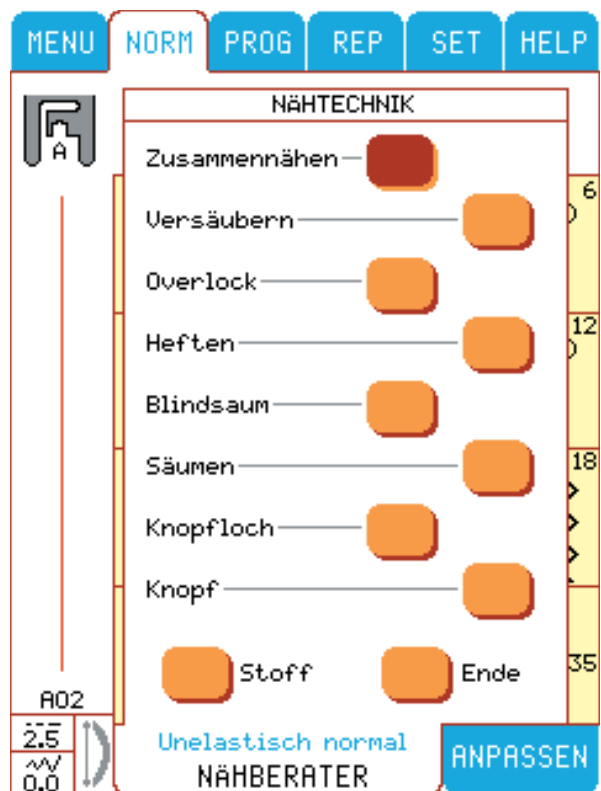 MENU NORM PROG REP SET HELP
NÄHTECHNIK
A
Zusammennähen
6
Versäubern
Overlock
12
Heften
Blindsaum
18
Säumen
Knopfloch
Knopf
Stoff Ende
35
A02
2.5
Unelastisch normal
ANPASSEN
0.0
NÄHBERATER